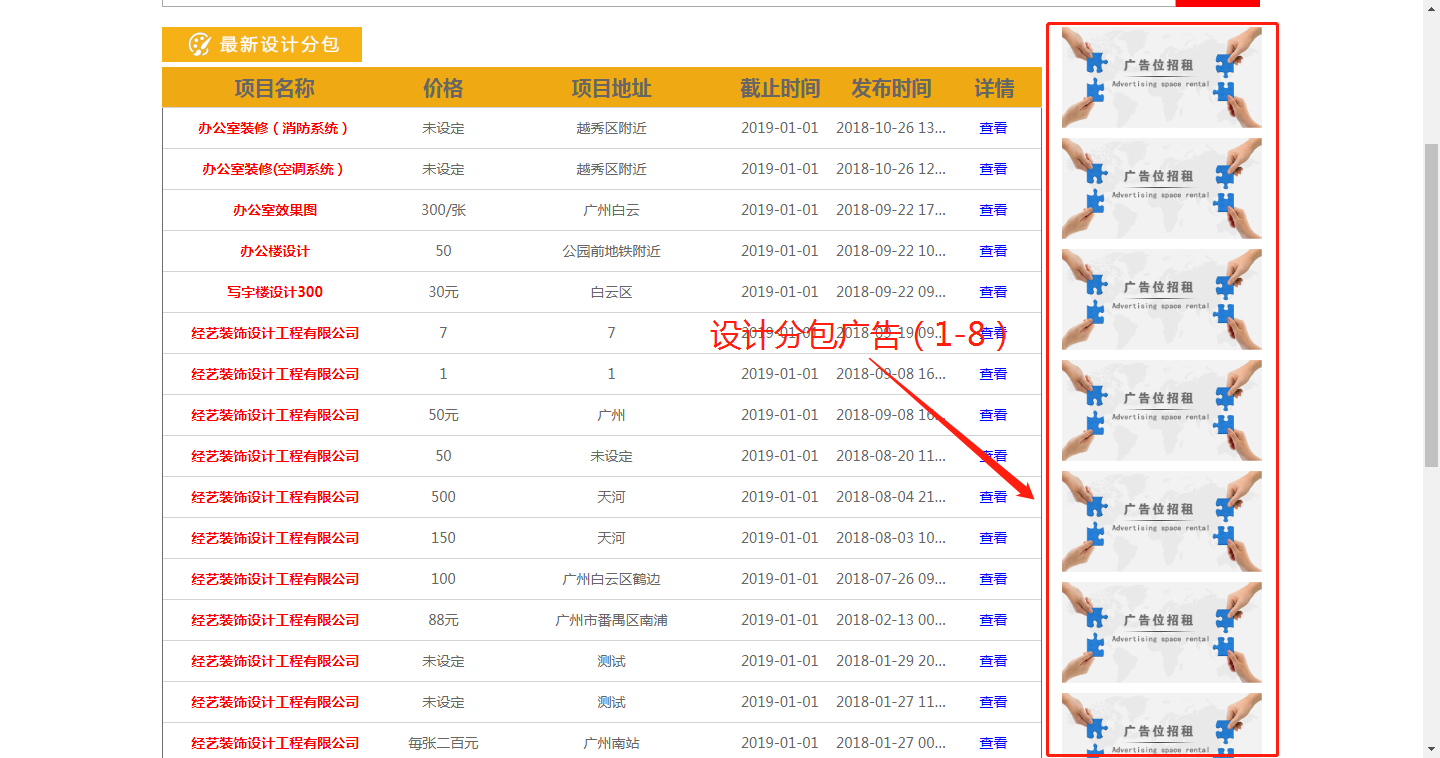 最新设计分包
项目名称 价格 项目地址 截止时间 发布时间 详情
办公室装修（消防系统） 未设定 越秀区附近 2019-01-01 2018-10-26 13... 查看
办公室装修(空调系统） 未设定 越秀区附近 2019-01-01 2018-10-26 12... 查看
办公室效果图 300/张 广州白云 2019-01-01 2018-09-22 17... 查看
办公楼设计 50 公园前地铁附近 2019-01-01 2018-09-22 10... 查看
写字楼设计300 30元 白云区 2019-01-01 2018-09-22 09... 查看
经艺装饰设计工程有限公司 7 7 2019-01-01 2018-09-19 09... 查看
设计分包广告（1-8）
经艺装饰设计工程有限公司 1 1 2019-01-01 2018-09-08 16... 查看
经艺装饰设计工程有限公司 50元 广州 2019-01-01 2018-09-08 16... 查看
经艺装饰设计工程有限公司 50 未设定 2019-01-01 2018-08-20 11... 查看
经艺装饰设计工程有限公司 500 天河 2019-01-01 2018-08-04 21... 查看
经艺装饰设计工程有限公司 150 天河 2019-01-01 2018-08-03 10... 查看
经艺装饰设计工程有限公司 100 广州白云区鹤边 2019-01-01 2018-07-26 09... 查看
经艺装饰设计工程有限公司 88元 广州市番禺区南浦 2019-01-01 2018-02-13 00... 查看
经艺装饰设计工程有限公司 未设定 测试 2019-01-01 2018-01-29 20... 查看
经艺装饰设计工程有限公司 未设定 测试 2019-01-01 2018-01-27 11... 查看
经艺装饰设计工程有限公司 每张二百元 广州南站 2019-01-01 2018-01-27 00... 查看
广告位招租
Advertising space rental
广告位招租
Advertising space rental
广告位招租
Advertising space rental
广告位招租
Advertising space rental
广告位招租
Advertising space rental
广告位招租
Advertising space rental
广告位招租
Advertising space rental